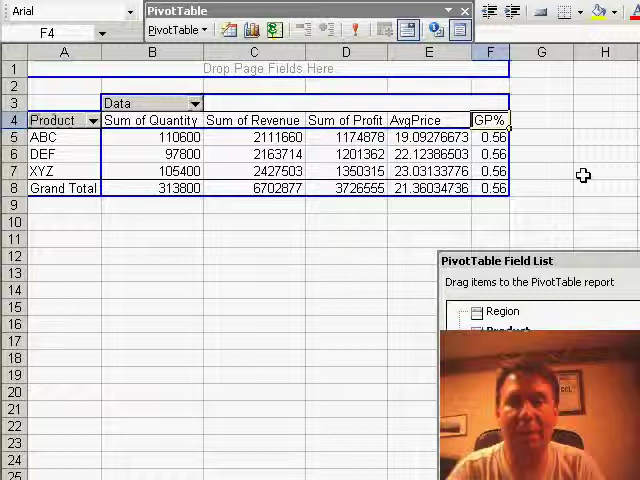 Arial
PivotTable
F4
PivotTable
A B C D E F G H
1 Drop Page Fields Here
2
3 Data
4 Product Sum of Quantity Sum of Revenue Sum of Profit AvqPrice GP%
5 ABC 110600 2111660 1174878 19.09276673 0.56
6 DEF 97800 2163714 1201362 22.12386503 0.56
7 XYZ 105400 2427503 1350315 23.03133776 0.56
8 Grand Total 313800 6702877 3726555 21.36034736 0.56
9
10
11
12
PivotTable Field List
13
Drag items to the PivotTable report
14
15
Region
16
Product
17
18
19
20
21
22
23
24
25